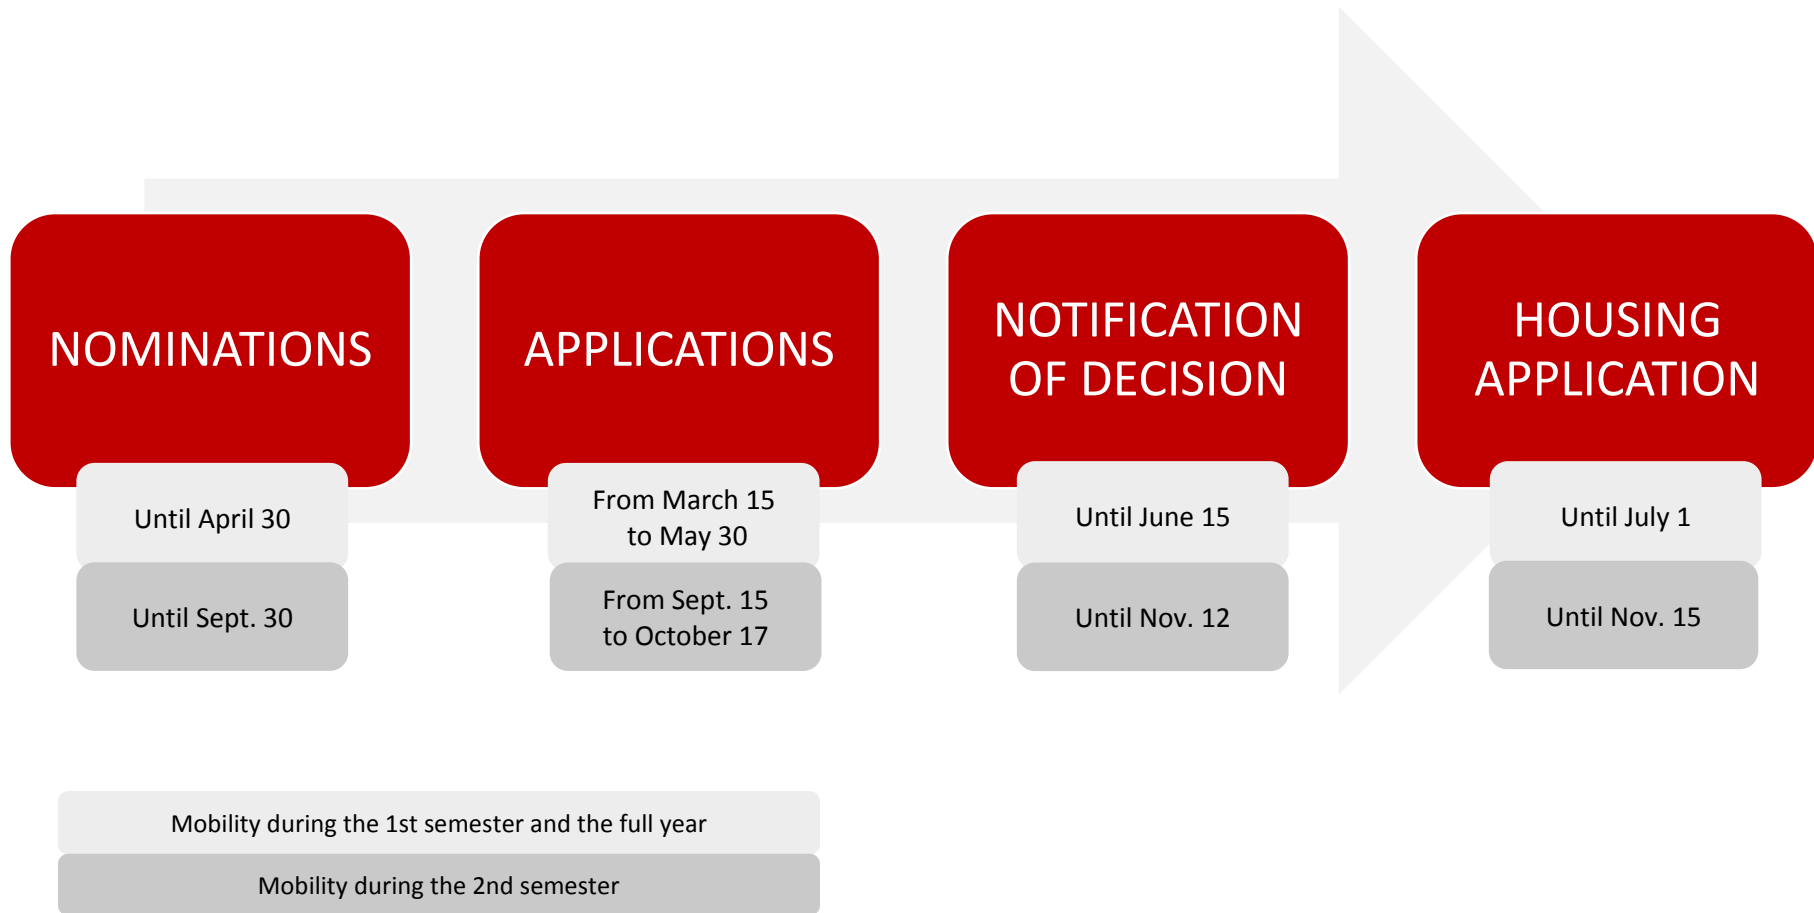 NOMINATIONS
Until April 30
Until Sept. 30
APPLICATIONS
From March 15
to May 30
From Sept. 15
to October 17
NOTIFICATION
OF DECISION
Until June 15
Until Nov. 12
HOUSING
APPLICATION
Until July 1
Until Nov. 15
Mobility during the 1st semester and the full year
Mobility during the 2nd semester